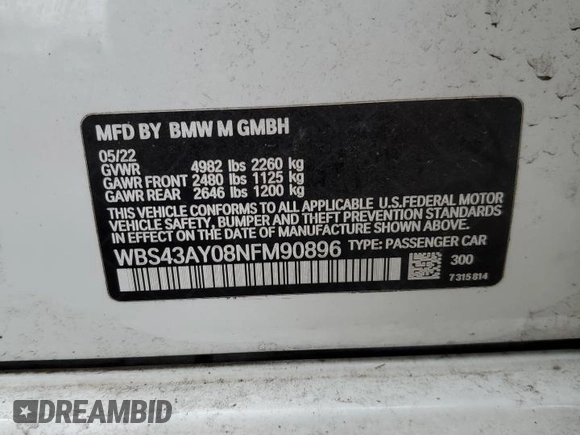 MFD BY BMW M GMBH
05/22
GVWR 4982 lbs 2260 kg
GAWR FRONT 2480 lbs 1125 kg
GAWR REAR 2646 lbs 1200 kg
THIS VEHICLE CONFORMS TO ALL APPLICABLE U.S.FEDERAL MOTOR
VEHICLE SAFETY, BUMPER AND THEFT PREVENTION STANDARDS
IN EFFECT ON THE DATE OF MANUFACTURE SHOWN ABOVE.
WBS43AY08NFM90896 TYPE: PASSENGER CAR
300
7315814
DREAMBID